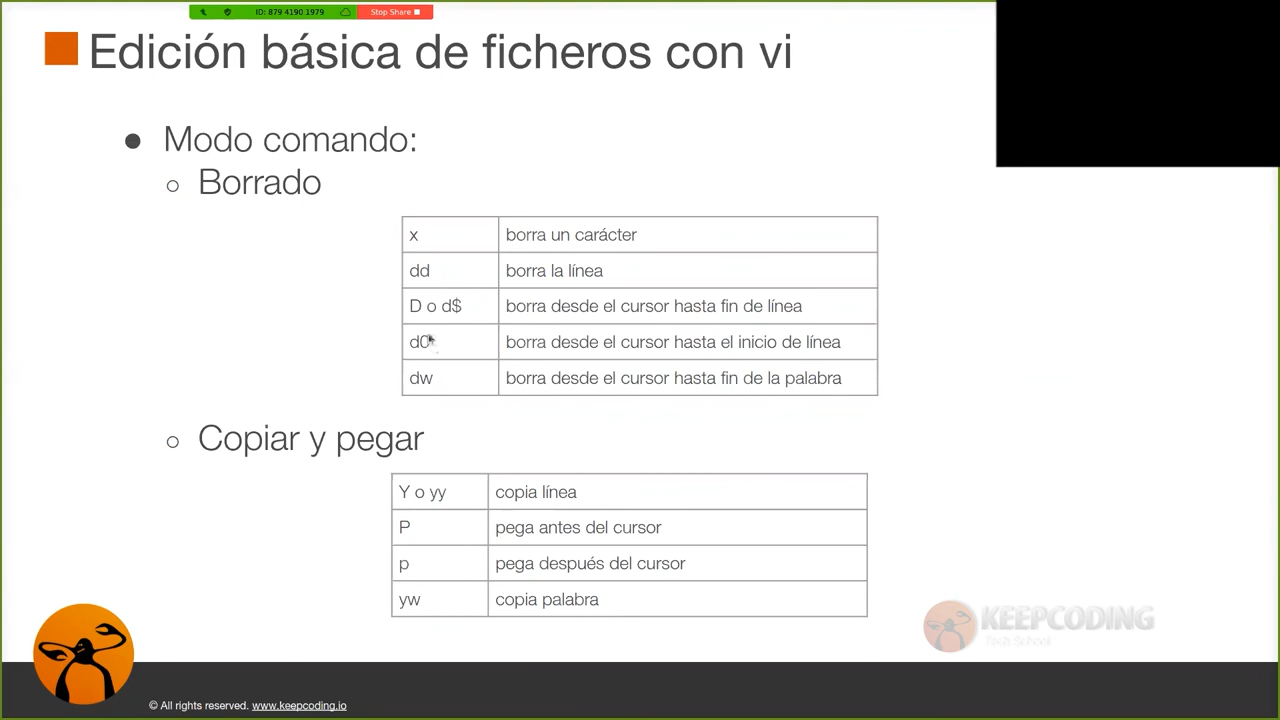 ID: 879 4190 1979 Stop Share
Edición básica de ficheros con vi
Modo comando:
Borrado
x borra un carácter
dd borra la línea
D o d$ borra desde el cursor hasta fin de línea
d0 borra desde el cursor hasta el inicio de línea
dw borra desde el cursor hasta fin de la palabra
Copiar y pegar
Y o yy copia línea
P pega antes del cursor
p pega después del cursor
yw copia palabra
KEEPCODING
Tech School
© All rights reserved. www.keepcoding.io